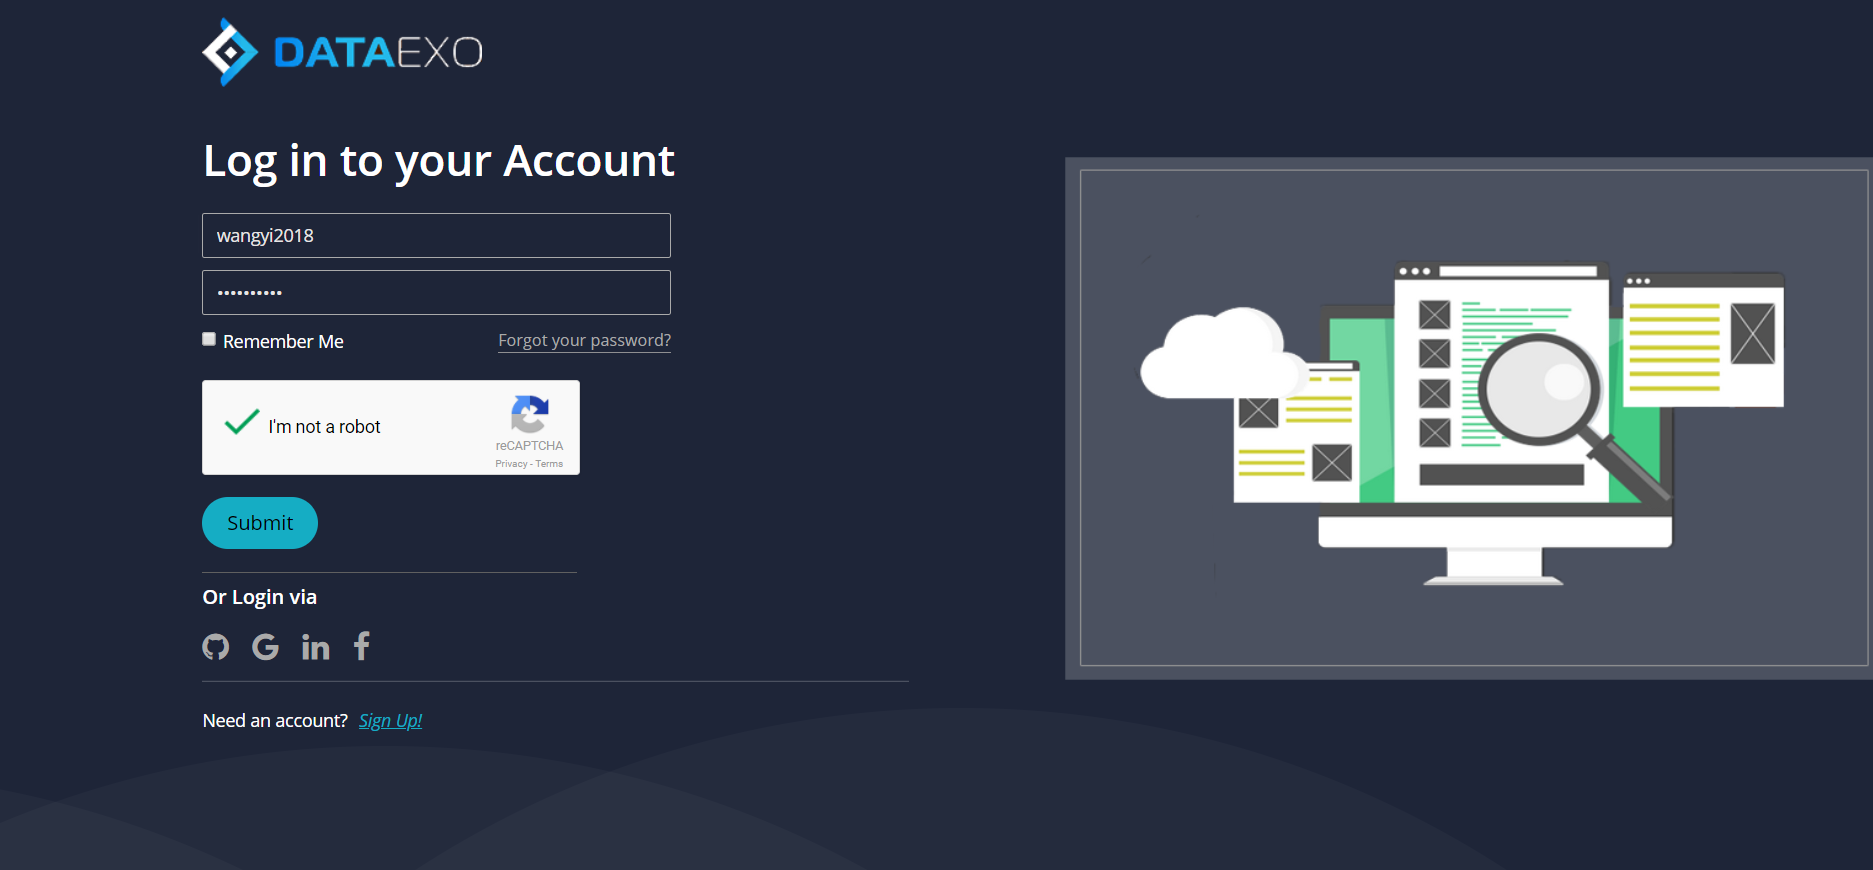 DATAEXO
Log in to your Account
wangyi2018
••••••••••
Remember Me Forgot your password?
I'm not a robot
reCAPTCHA
Privacy - Terms
Submit
Or Login via
Need an account? Sign Up!